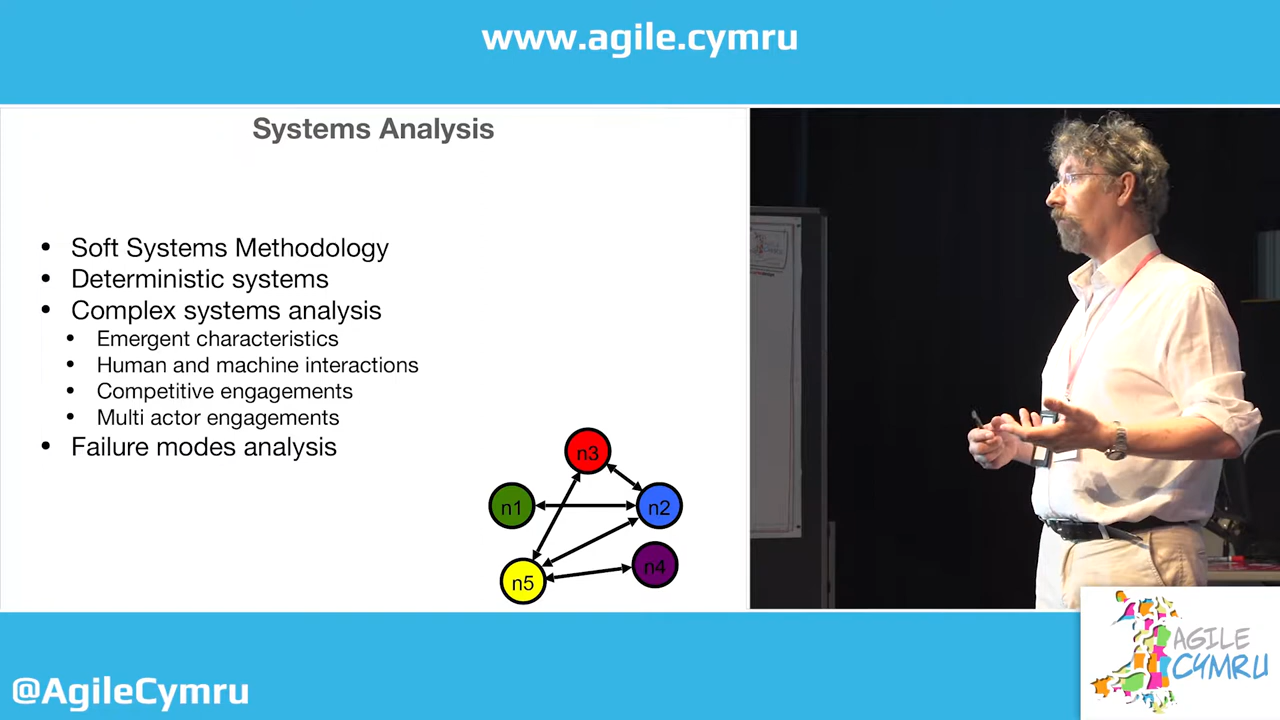 www.agile.cymru
Systems Analysis
• Soft Systems Methodology
• Deterministic systems
• Complex systems analysis
• Emergent characteristics
• Human and machine interactions
• Competitive engagements
• Multi actor engagements
• Failure modes analysis
n3
n1
n2
n4
n5
AGILE
CYMRU
@AgileCymru